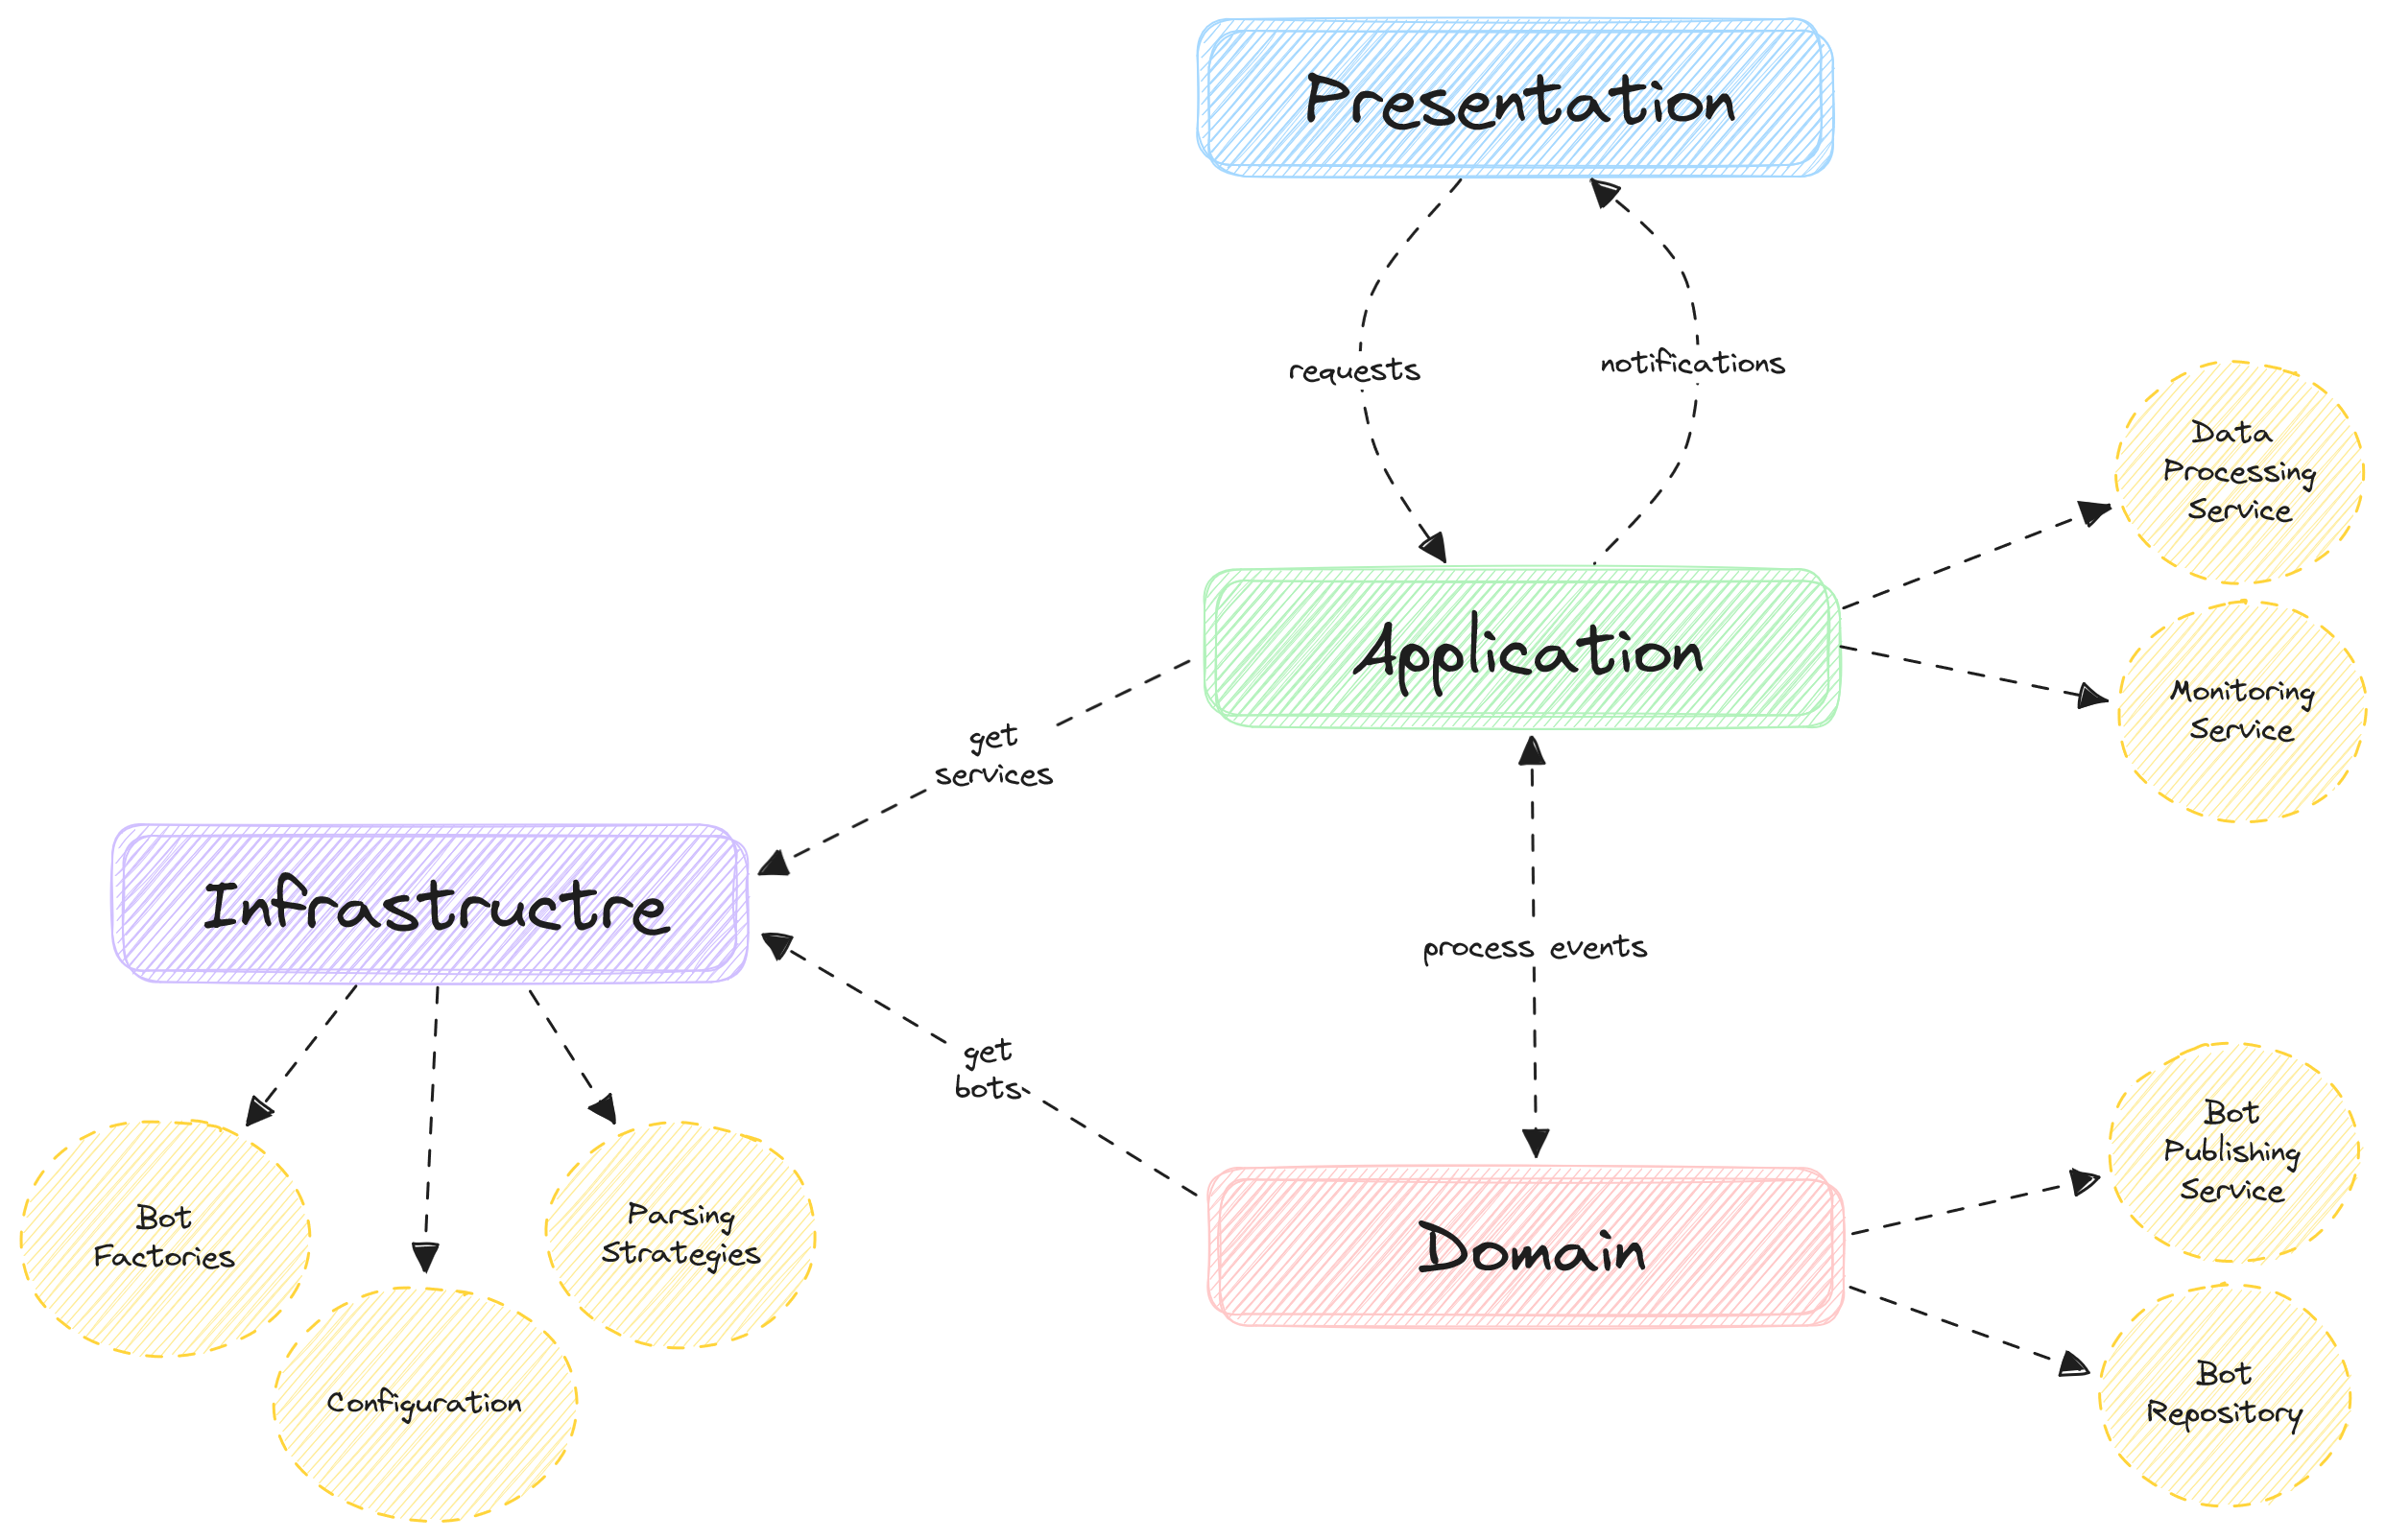 Presentation
requests
notifications
Data
Processing
Service
Application
Monitoring
Service
get
services
Infrastructre
process events
get
bots
Bot
Publishing
Service
Domain
Bot
Factories
Parsing
Strategies
Configuration
Bot
Repository